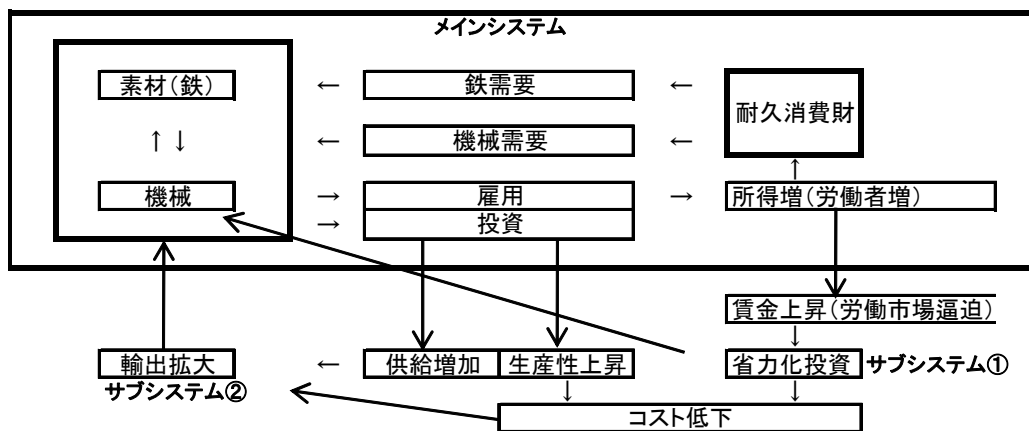 メインシステム
素材(鉄) ← 鉄需要 ← 耐久消費財
↑↓ ← 機械需要 ←
↑
機械 → 雇用 → 所得増(労働者増)
→ 投資
賃金上昇(労働市場逼迫)
↓
輸出拡大 ← 供給増加 生産性上昇 省力化投資 サブシステム①
サブシステム② ↓ ↓
コスト低下